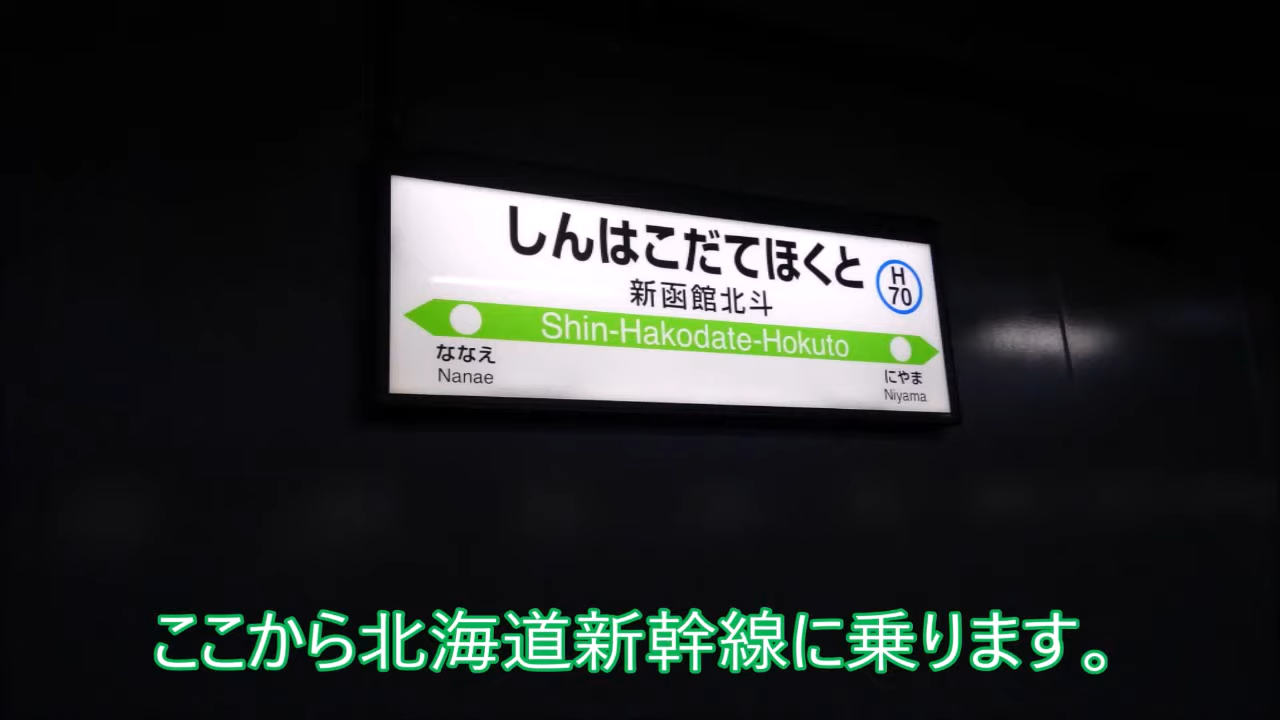 しんはこだてほくと
新函館北斗
H
70
Shin-Hakodate-Hokuto
ななえ
Nanae
にやま
Niyama
ここから北海道新幹線に乗ります。